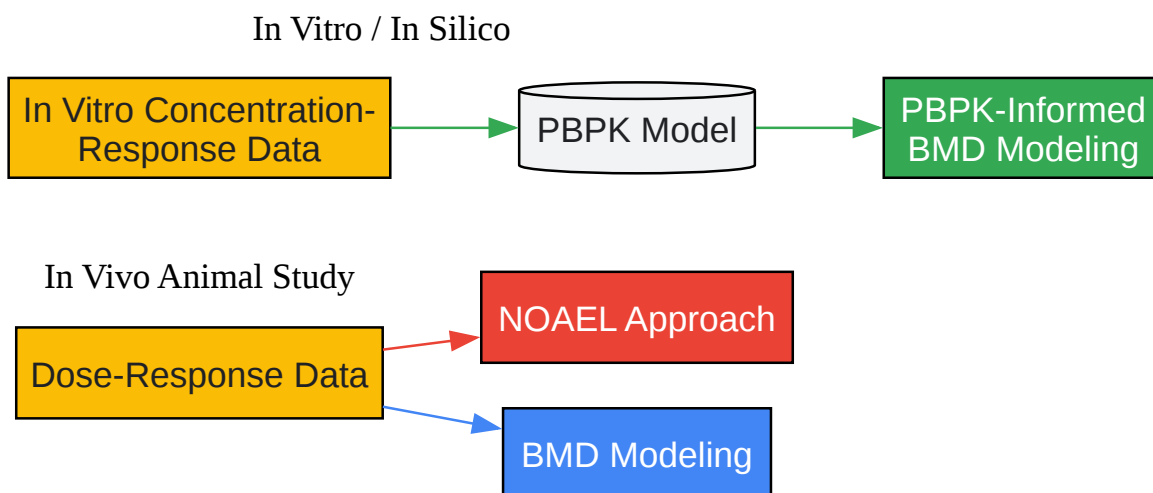 In Vitro / In Silico
In Vitro Concentration-
Response Data
PBPK Model
PBPK-Informed
BMD Modeling
In Vivo Animal Study
Dose-Response Data
NOAEL Approach
BMD Modeling